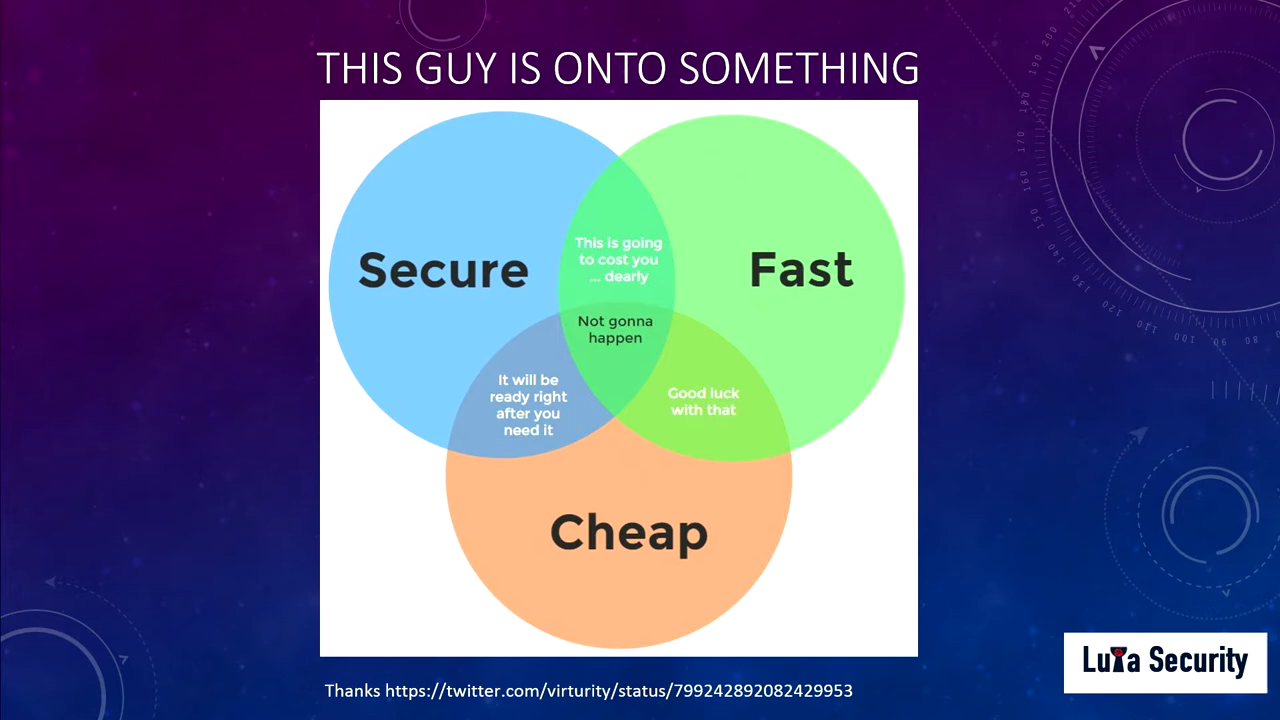 THIS GUY IS ONTO SOMETHING
Secure
Fast
This is going
to cost you
... dearly
Not gonna
happen
It will be
ready right
after you
need it
Good luck
with that
Cheap
Luta Security
Thanks https://twitter.com/virturity/status/799242892082429953